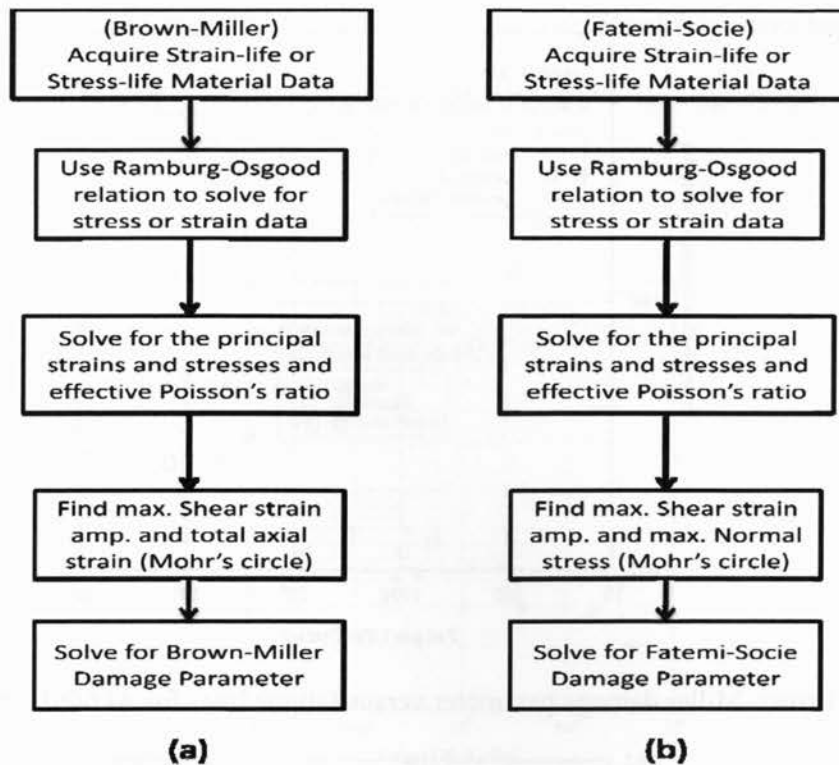 (Brown-Miller)
Acquire Strain-life or
Stress-life Material Data
Use Ramburg-Osgood
relation to solve for
stress or strain data
Solve for the principal
strains and stresses and
effective Poisson's ratio
Find max. Shear strain
amp. and total axial
strain (Mohr's circle)
Solve for Brown-Miller
Damage Parameter
(a)
(Fatemi-Socie)
Acquire Strain-life or
Stress-life Material Data
Use Ramburg-Osgood
relation to solve for
stress or strain data
Solve for the principal
strains and stresses and
effective Poisson's ratio
Find max. Shear strain
amp. and max. Normal
stress (Mohr's circle)
Solve for Fatemi-Socie
Damage Parameter
(b)